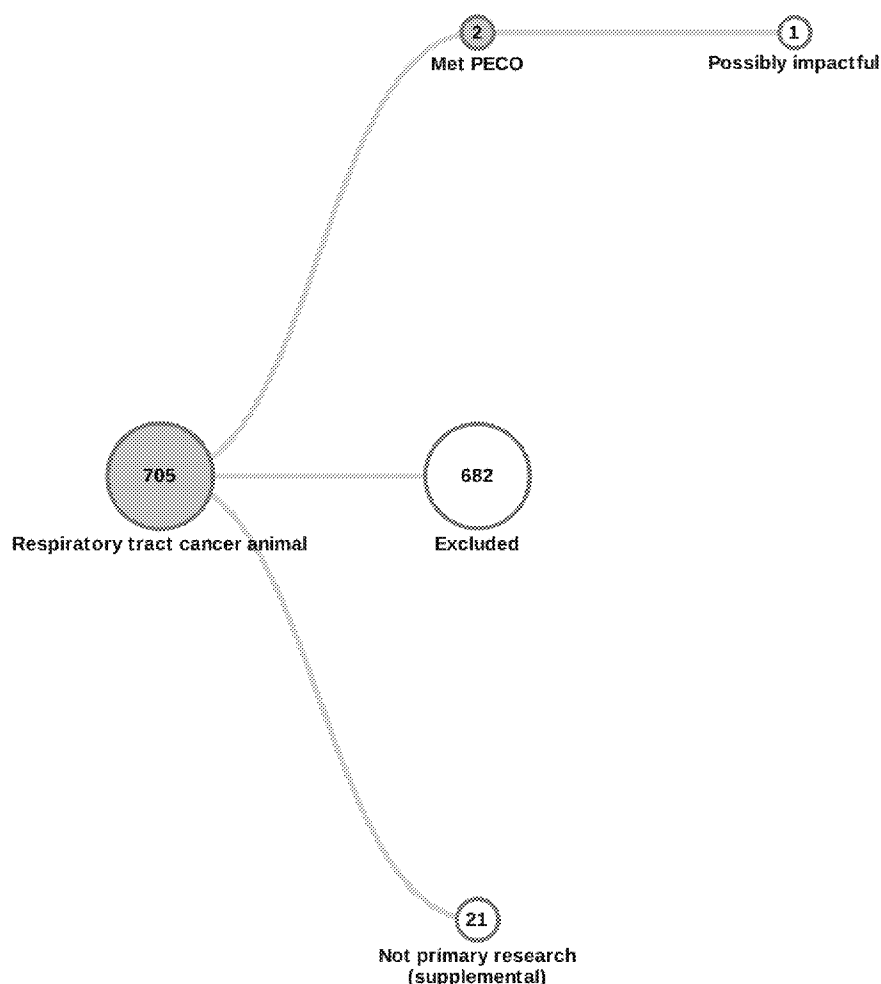 2
Met PECO
1
Possibly impactful
705
Respiratory tract cancer animal
682
Excluded
21
Not primary research
(supplemental)